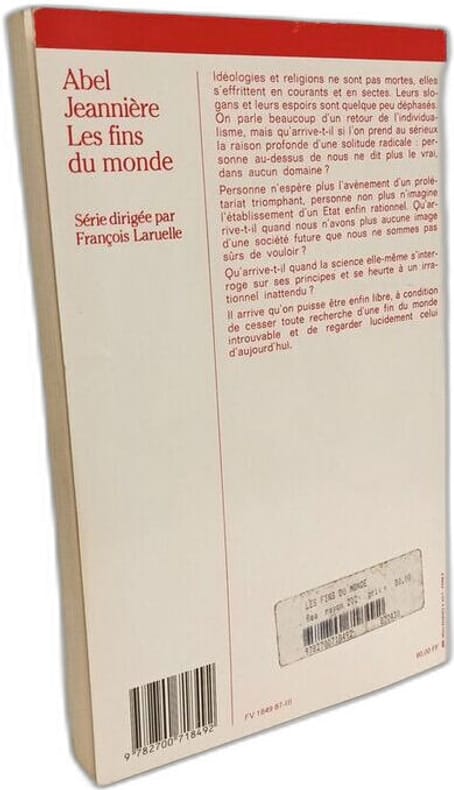 Abel
Jeannière
Les fins
du monde
Série dirigée par
François Laruelle
Idéologies et religions ne sont pas mortes, elles
s'effritent en courants et en sectes. Leurs slo-
gans et leurs espoirs sont quelque peu déphasés.
On parle beaucoup d'un retour de l'individua-
lisme, mais qu'arrive-t-il si l'on prend au sérieux
la raison profonde d'une solitude radicale : per-
sonne au-dessus de nous ne dit plus le vrai,
dans aucun domaine ?
Personne n'espère plus l'avènement d'un prolé-
tariat triomphant, personne non plus n'imagine
l'établissement d'un Etat enfin rationnel. Qu'ar-
rive-t-il quand nous n'avons plus aucune image
d'une société future que nous ne sommes pas
sûrs de vouloir ?
Qu'arrive-t-il quand la science elle-même s'inter-
roge sur ses principes et se heurte à un irra-
tionnel inattendu ?
Il arrive qu'on puisse être enfin libre, à condition
de cesser toute recherche d'une fin du monde
introuvable et de regarder lucidement celui
d'aujourd'hui.
LES FINS DU MONDE
9782700718492
90,00 FF
FV 1849 87-III
9 782700 718492